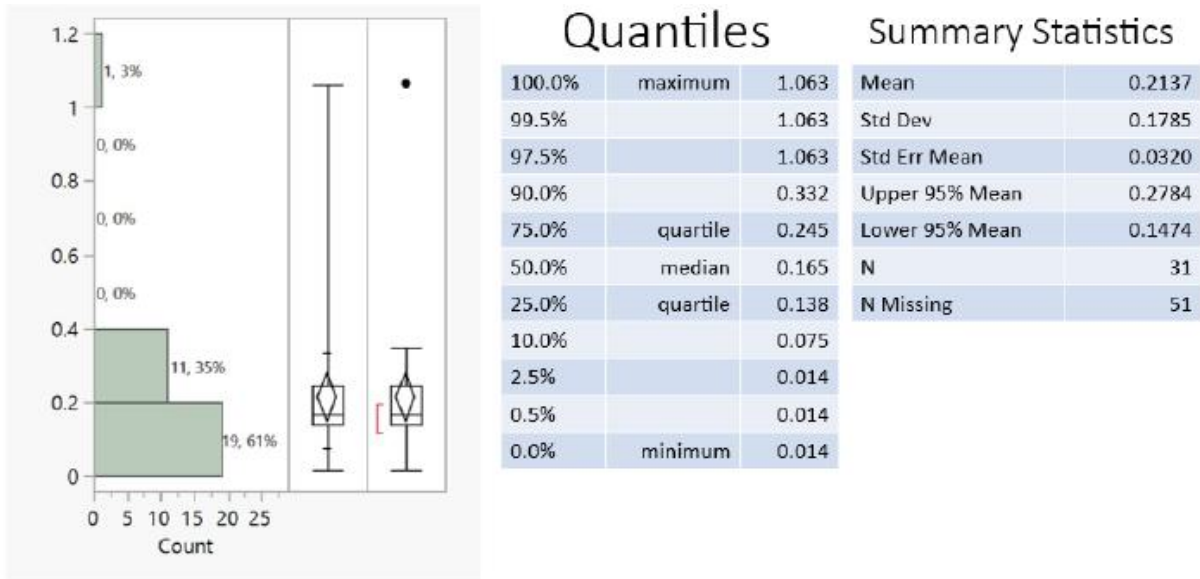 1.2
1, 3%
1
0, 0%
0.8
0, 0%
0.6
0, 0%
0.4
11, 35%
0.2
19, 61%
0
0 5 10 15 20 25
Count
Quantiles
100.0% maximum 1.063
99.5% 1.063
97.5% 1.063
90.0% 0.332
75.0% quartile 0.245
50.0% median 0.165
25.0% quartile 0.138
10.0% 0.075
2.5% 0.014
0.5% 0.014
0.0% minimum 0.014
Summary Statistics
Mean 0.2137
Std Dev 0.1785
Std Err Mean 0.0320
Upper 95% Mean 0.2784
Lower 95% Mean 0.1474
N 31
N Missing 51